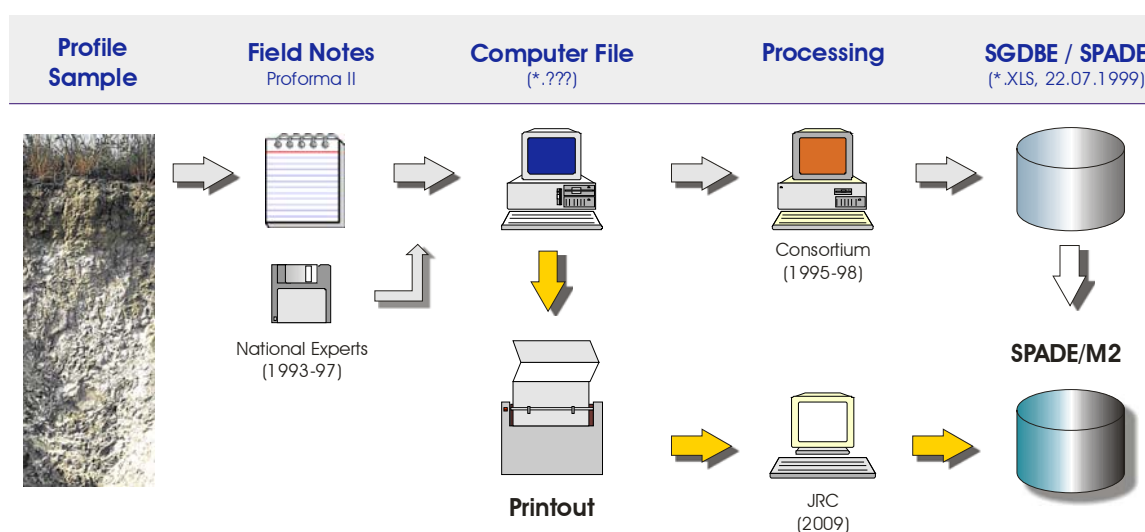 Profile
Sample
Field Notes
Proforma II
Computer File
(*.???)
Processing
SGDBE / SPADE
(*.XLS, 22.07.1999)
National Experts
(1993-97)
Consortium
(1995-98)
SPADE/M2
Printout
JRC
(2009)